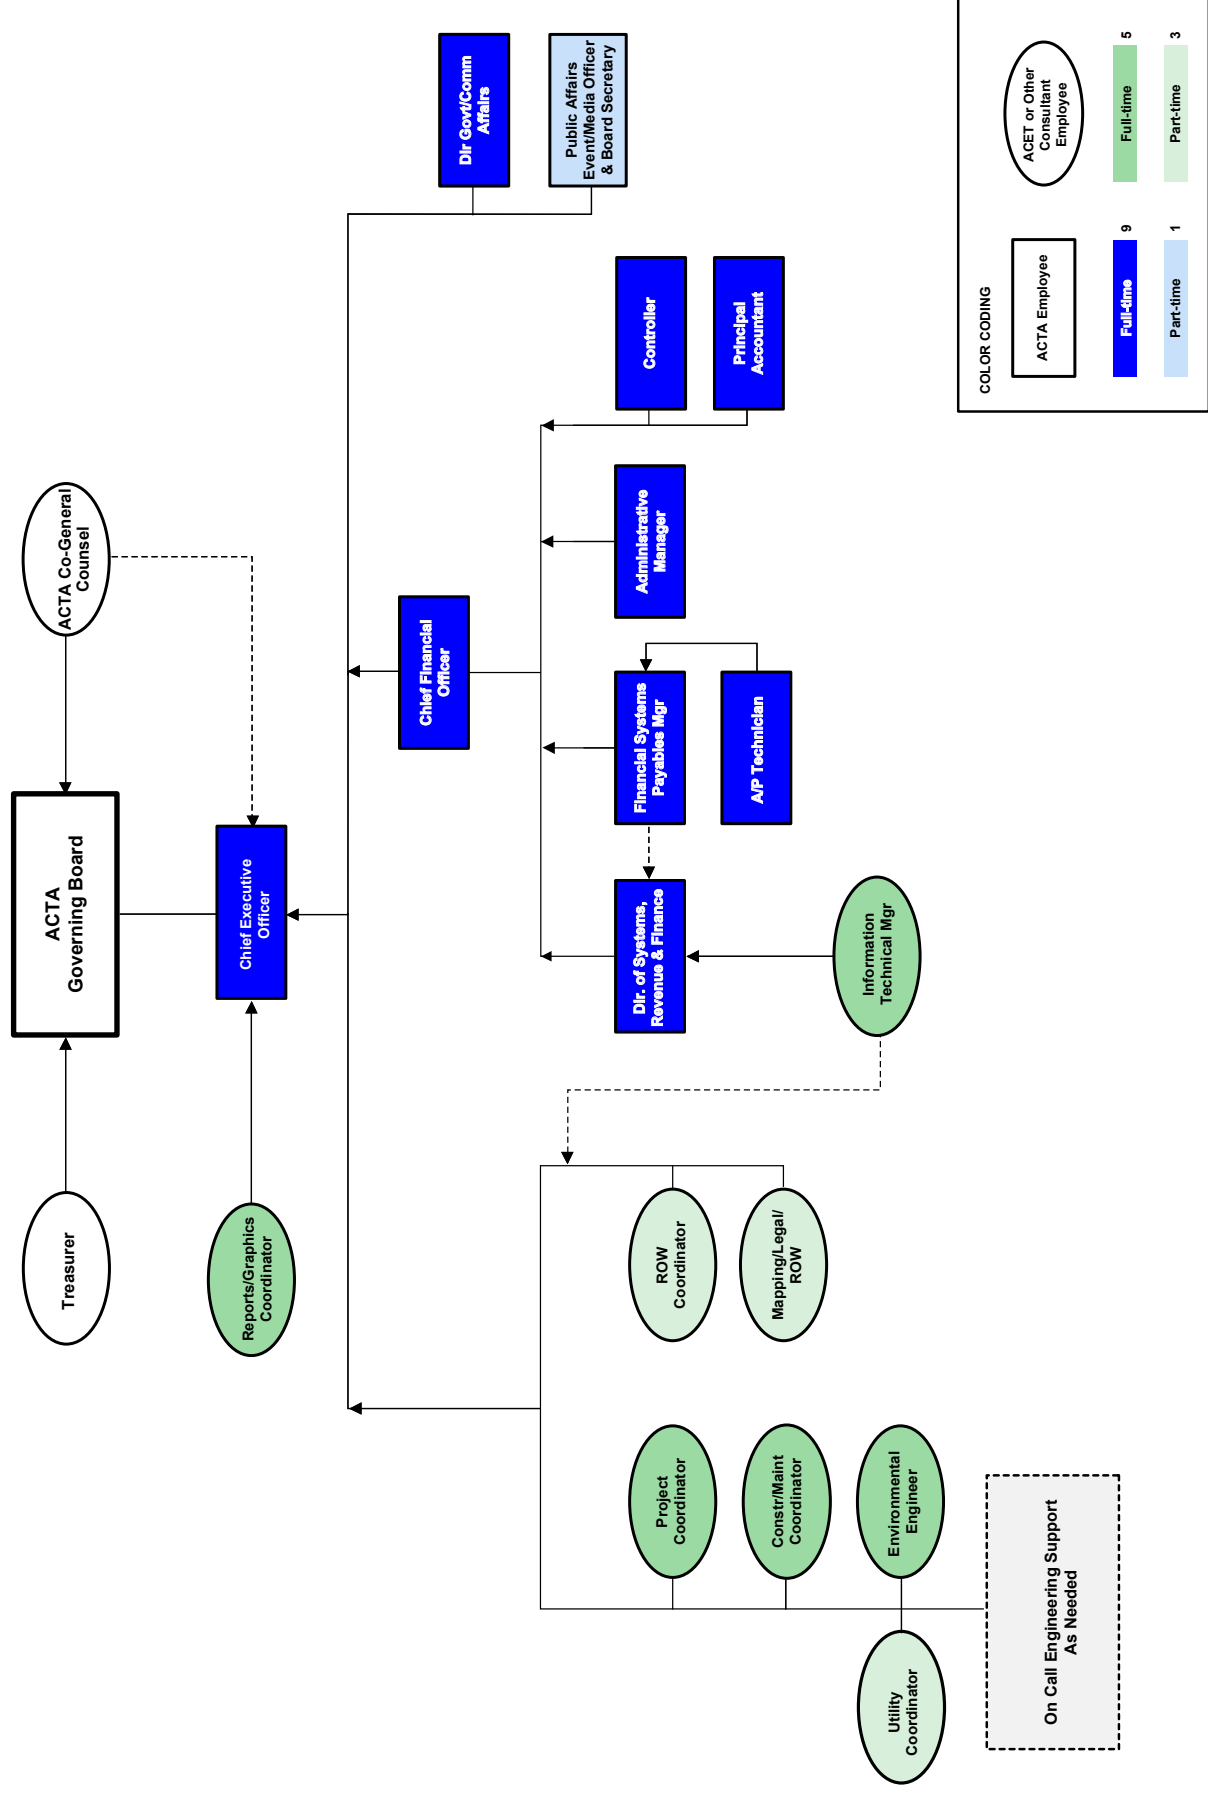 Treasurer
ACTA
Governing Board
ACTA Co-General
Counsel
Reports/Graphics
Coordinator
Chief Executive
Officer
Chief Financial
Officer
Dir Govt/Comm
Affairs
Public Affairs
Event/Media Officer
& Board Secretary
Project
Coordinator
Constr/Maint
Coordinator
Utility
Coordinator
Environmental
Engineer
On Call Engineering Support
As Needed
ROW
Coordinator
Mapping/Legal/
ROW
Dir. of Systems,
Revenue & Finance
Information
Technical Mgr
Financial Systems
Payables Mgr
A/P Technician
Administrative
Manager
Controller
Principal
Accountant
COLOR CODING
ACTA Employee
ACET or Other
Consultant
Employee
Full-time 9
Full-time 5
Part-time 1
Part-time 3